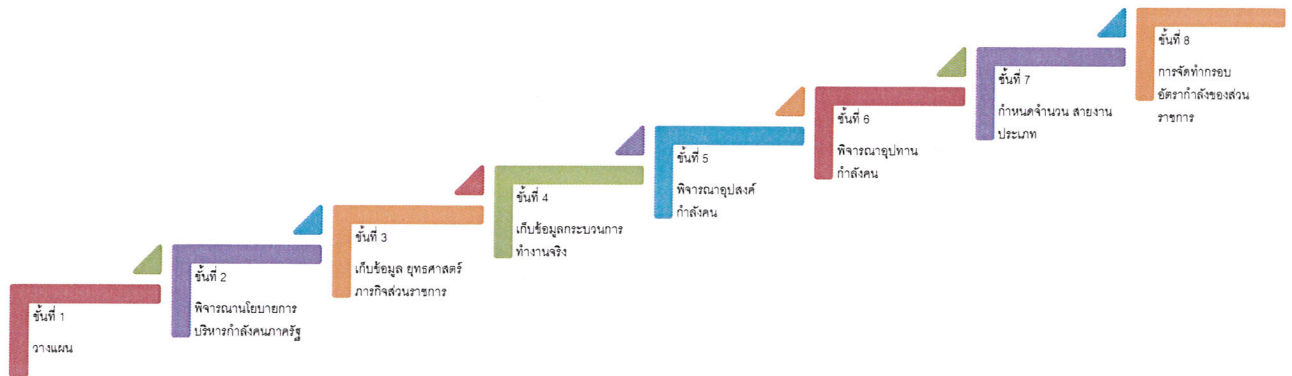 ขั้นที่ 1
วางแผน
ขั้นที่ 2
พิจารณานโยบายการ
บริหารกำลังคนภาครัฐ
ขั้นที่ 3
เก็บข้อมูล ยุทธศาสตร์
ภารกิจส่วนราชการ
ขั้นที่ 4
เก็บข้อมูลกระบวนการ
ทำงานจริง
ขั้นที่ 5
พิจารณาอุปสงค์
กำลังคน
ขั้นที่ 6
พิจารณาอุปทาน
กำลังคน
ขั้นที่ 7
กำหนดจำนวน สายงาน
ประเภท
ขั้นที่ 8
การจัดทำกรอบ
อัตรากำลังของส่วน
ราชการ